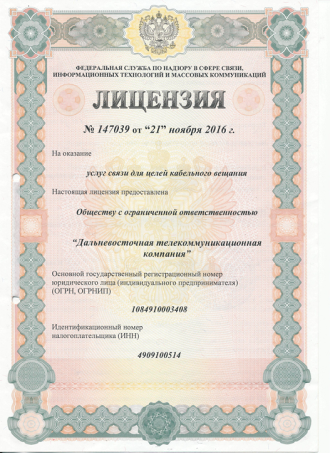 ФЕДЕРАЛЬНАЯ СЛУЖБА ПО НАДЗОРУ В СФЕРЕ СВЯЗИ,
ИНФОРМАЦИОННЫХ ТЕХНОЛОГИЙ И МАССОВЫХ КОММУНИКАЦИЙ
ЛИЦЕНЗИЯ
№ 147039 от “21” ноября 2016 г.
На оказание
услуг связи для целей кабельного вещания
Настоящая лицензия предоставлена
Обществу с ограниченной ответственностью
“Дальневосточная телекоммуникационная
компания”
Основной государственный регистрационный номер
юридического лица (индивидуального предпринимателя)
(ОГРН, ОГРНИП)
1084910003408
Идентификационный номер
налогоплательщика (ИНН)
4909100514